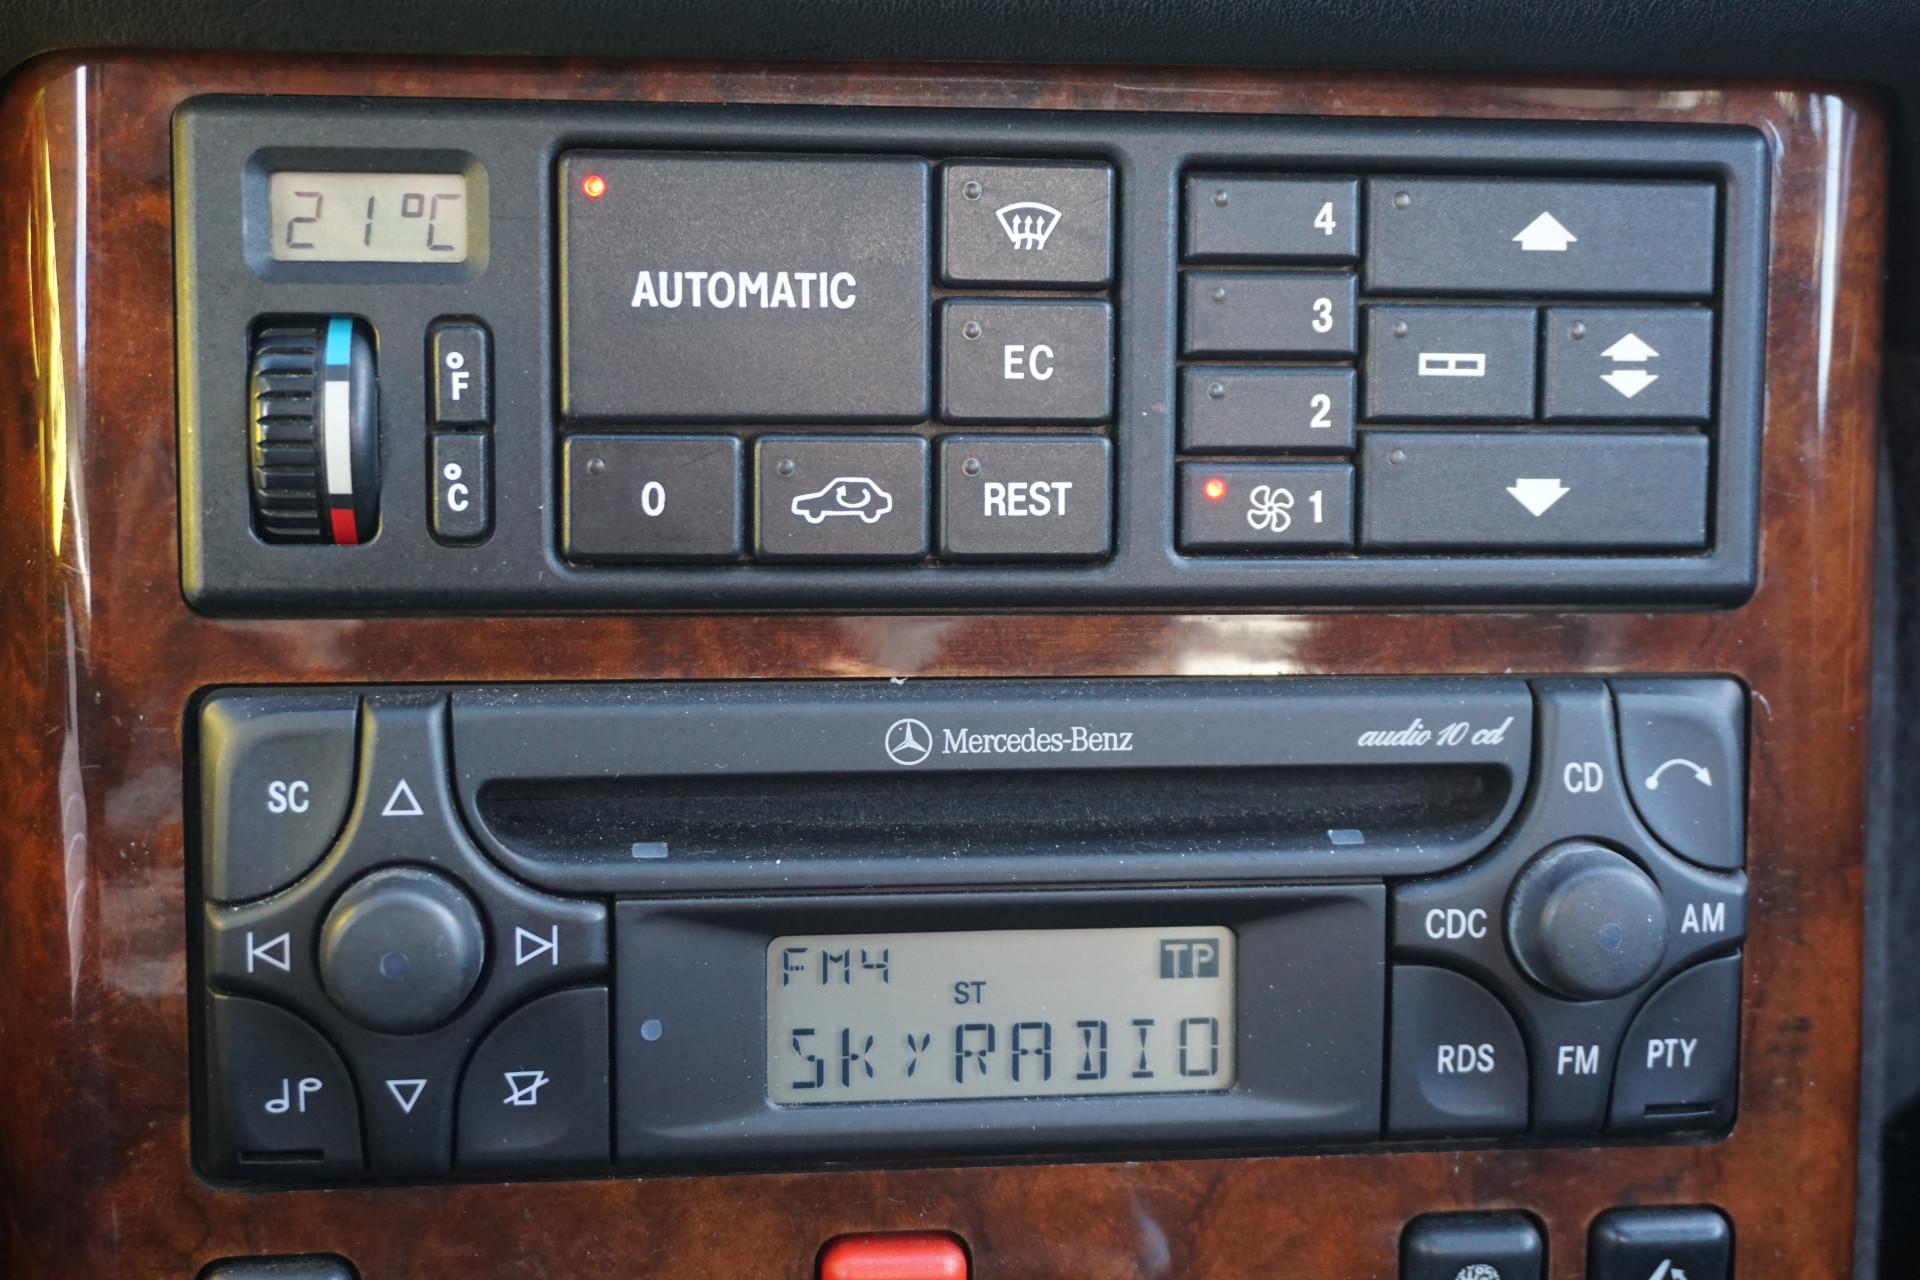 21°C
AUTOMATIC
°F
°C
EC
0
REST
4
3
2
1
Mercedes-Benz
audio 10 cd
SC
CD
CDC
AM
FM4
TP
ST
SKYRADIO
RDS
FM
PTY